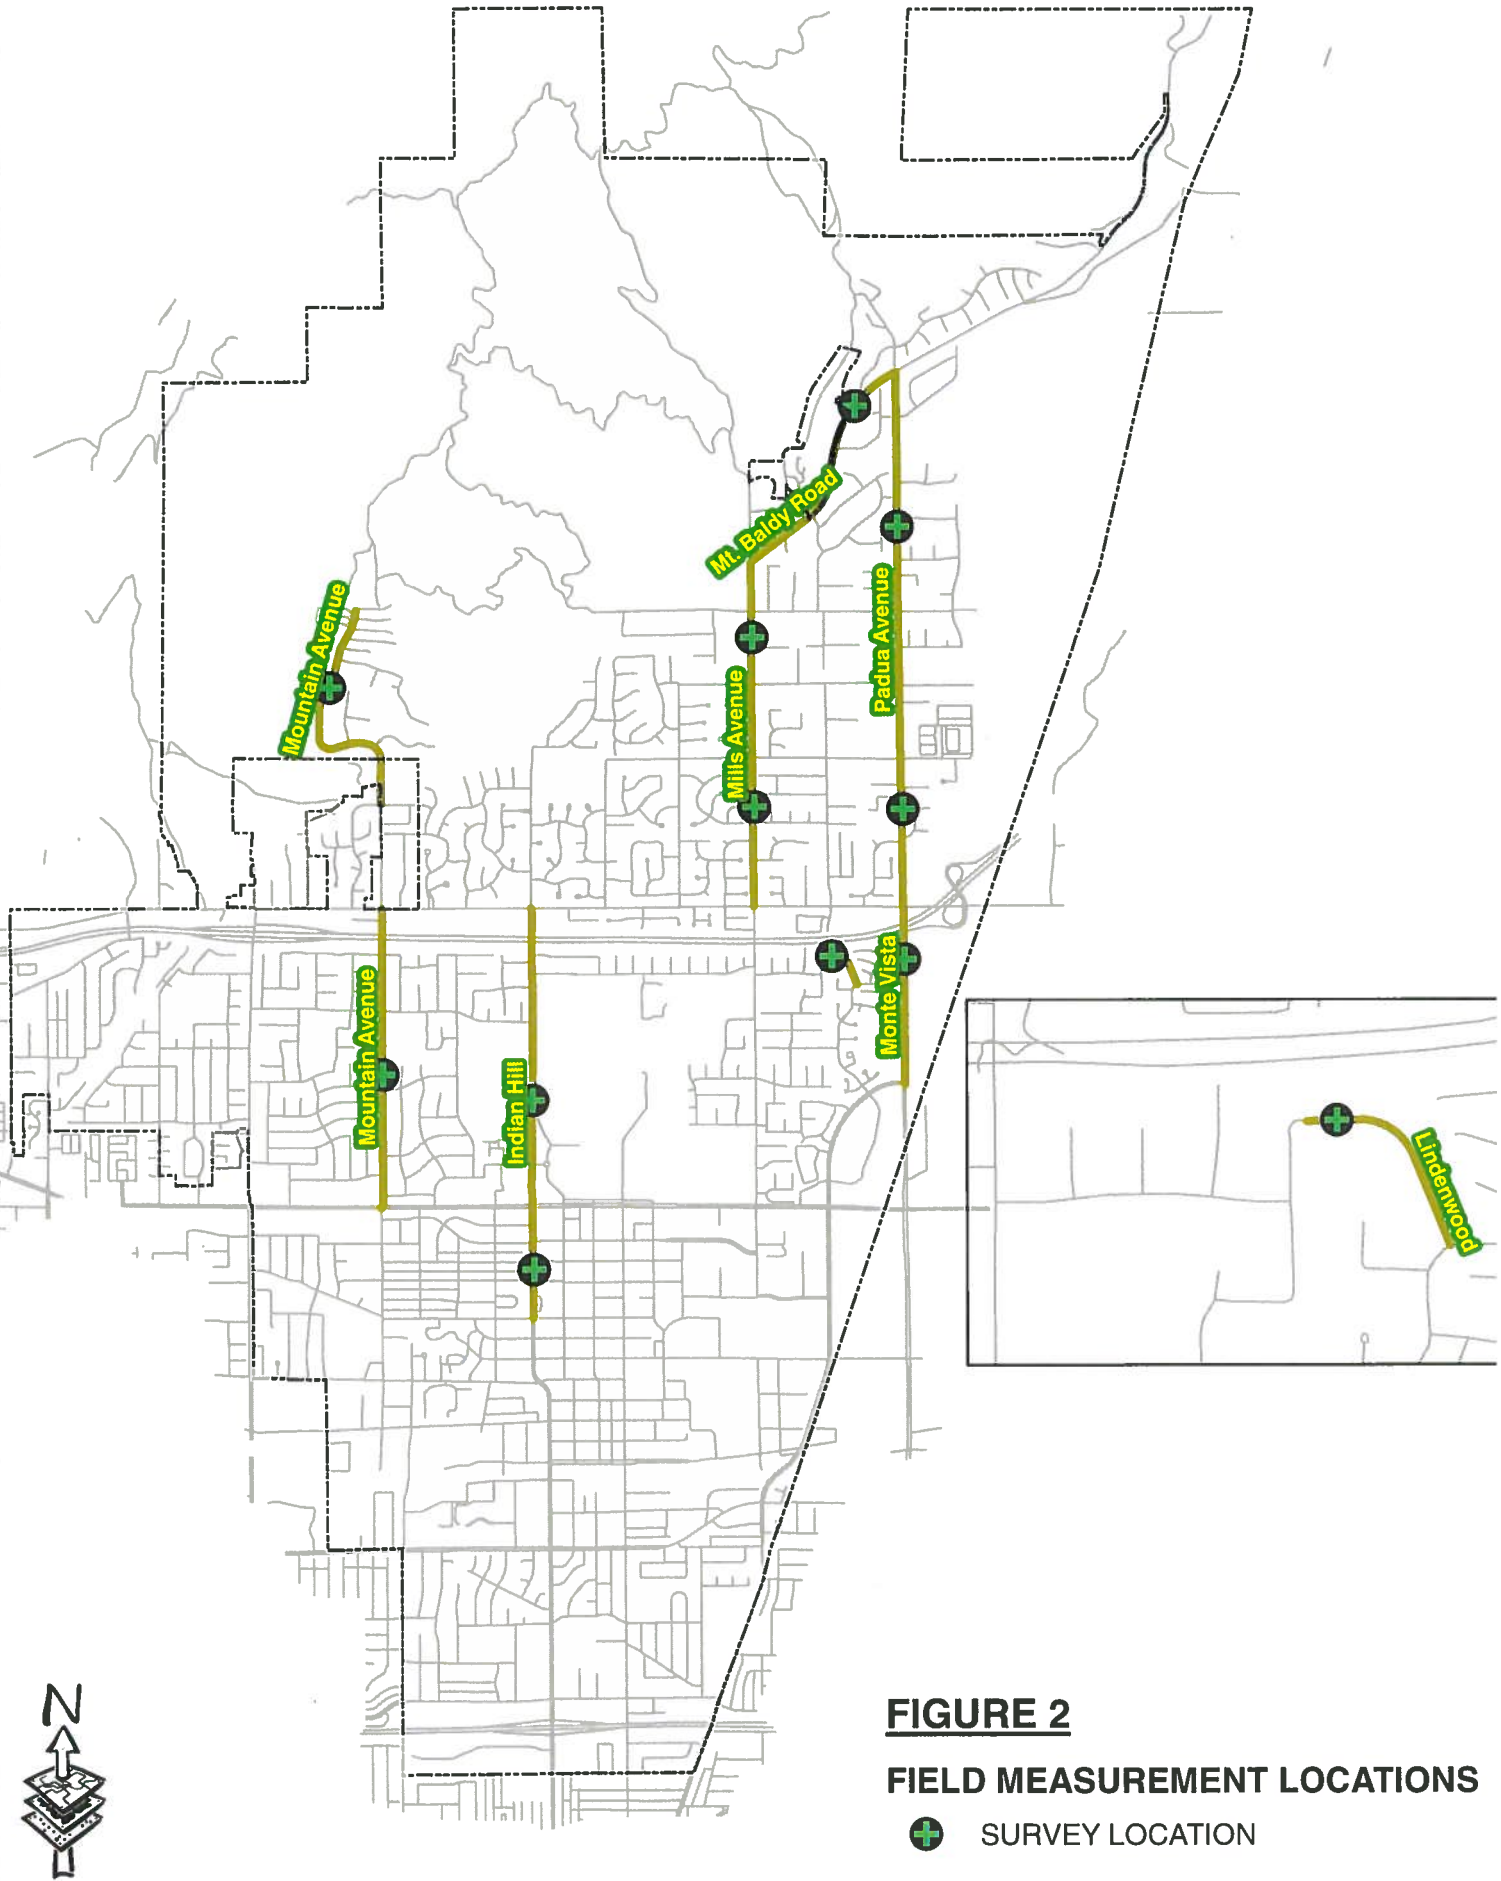 Mt. Baldy Road
Mountain Avenue
Padua Avenue
Mills Avenue
Monte Vista
Mountain Avenue
Indian Hill
Lindenwood
N
FIGURE 2
FIELD MEASUREMENT LOCATIONS
SURVEY LOCATION